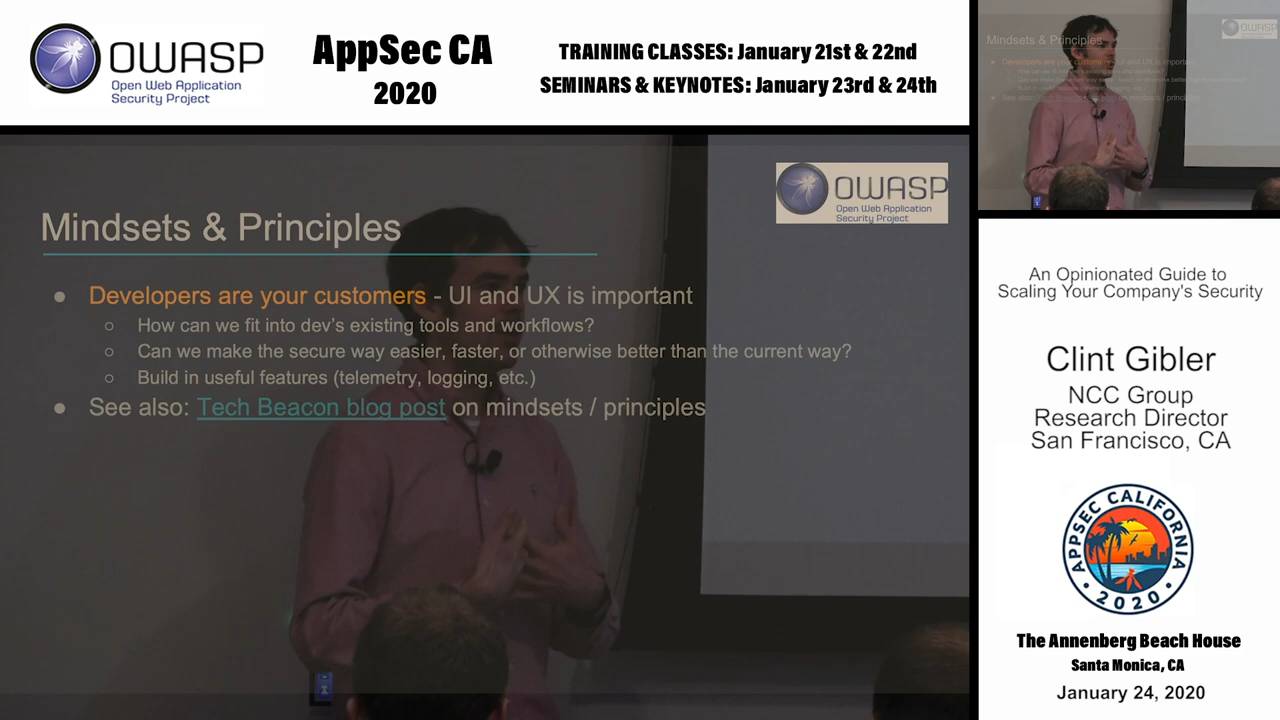 OWASP
Open Web Application
Security Project
AppSec CA
2020
TRAINING CLASSES: January 21st & 22nd
SEMINARS & KEYNOTES: January 23rd & 24th
OWASP
Open Web Application
Security Project
Mindsets & Principles
● Developers are your customers - UI and UX is important
○ How can we fit into dev's existing tools and workflows?
○ Can we make the secure way easier, faster, or otherwise better than the current way?
○ Build in useful features (telemetry, logging, etc.)
● See also: Tech Beacon blog post on mindsets / principles
Mindsets & Principles
An Opinionated Guide to
Scaling Your Company's Security
Clint Gibler
NCC Group
Research Director
San Francisco, CA
APPSEC CALIFORNIA
• 2020 •
The Annenberg Beach House
Santa Monica, CA
January 24, 2020